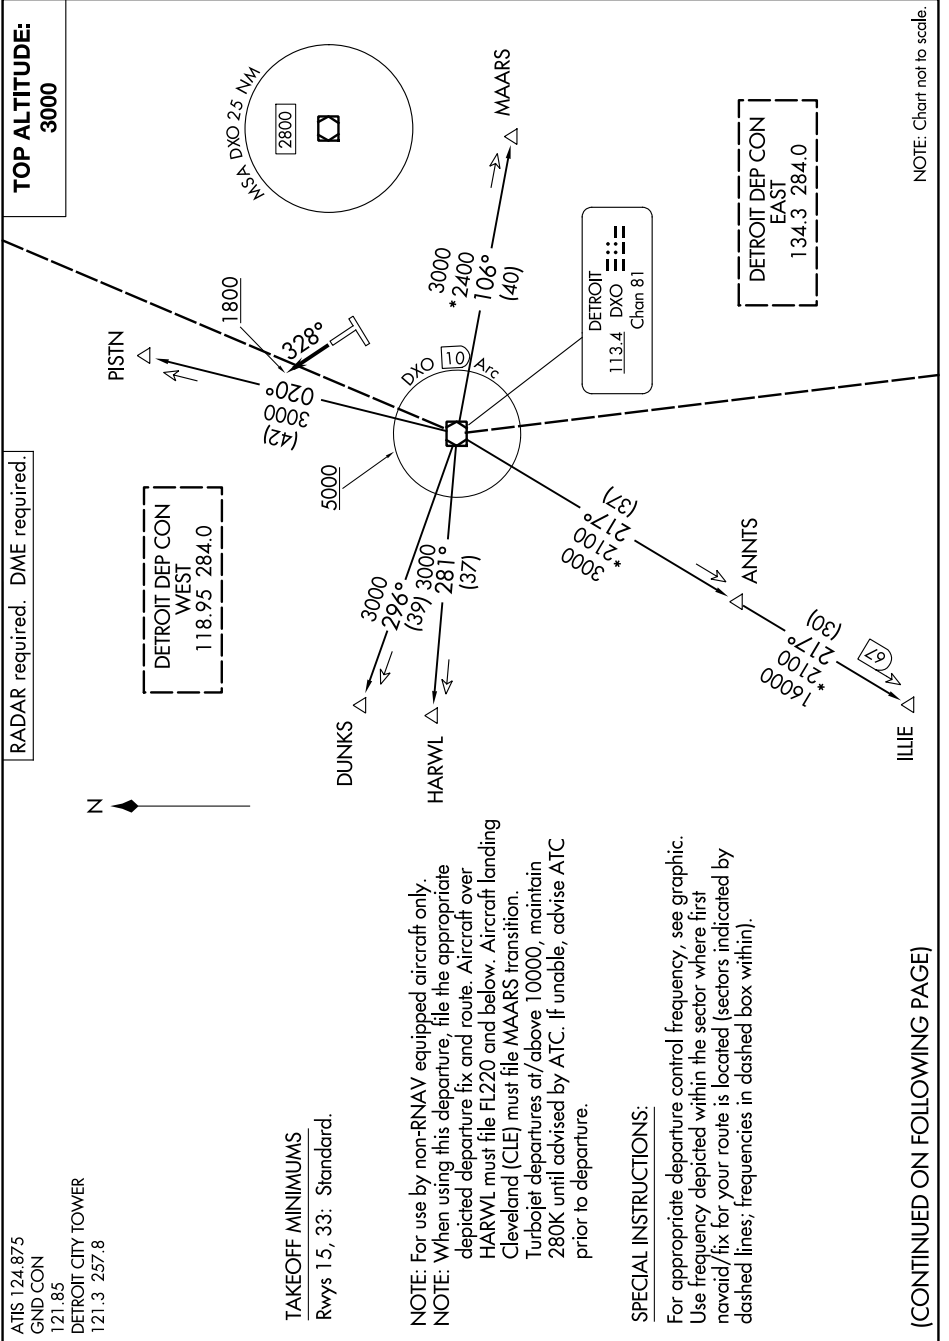 ATIS 124.875
GND CON
121.85
DETROIT CITY TOWER
121.3 257.8
RADAR required. DME required.
TOP ALTITUDE:
3000
TAKEOFF MINIMUMS
Rwys 15, 33: Standard.
NOTE: For use by non-RNAV equipped aircraft only.
NOTE: When using this departure, file the appropriate
depicted departure fix and route. Aircraft over
HARWL must file FL220 and below. Aircraft landing
Cleveland (CLE) must file MAARS transition.
Turbojet departures at/above 10000, maintain
280K until advised by ATC. If unable, advise ATC
prior to departure.
SPECIAL INSTRUCTIONS:
For appropriate departure control frequency, see graphic.
Use frequency depicted within the sector where first
navaid/fix for your route is located (sectors indicated by
dashed lines; frequencies in dashed box within).
N
DETROIT DEP CON
WEST
118.95 284.0
PISTN
020°
3000
(42)
1800
328°
MSA DXO 25 NM
2800
DUNKS
3000
296°
(39)
HARWL
3000
281°
(37)
5000
DXO 10 Arc
3000
*2400
106°
(40)
MAARS
DETROIT
113.4 DXO
Chan 81
DETROIT DEP CON
EAST
134.3 284.0
3000
*2100
217°
(37)
ANNTS
16000
*2100
217°
(30)
67
ILLIE
NOTE: Chart not to scale.
(CONTINUED ON FOLLOWING PAGE)